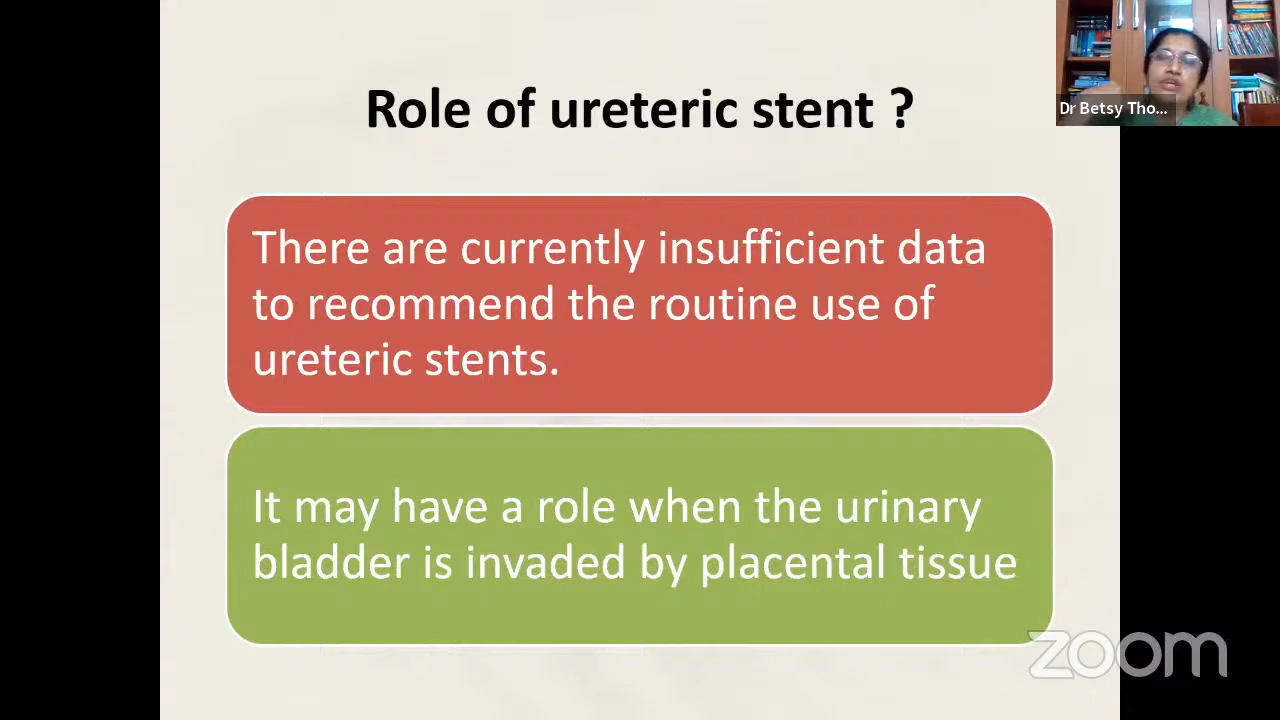 Role of ureteric stent ?
Dr Betsy Tho...
There are currently insufficient data
to recommend the routine use of
ureteric stents.
It may have a role when the urinary
bladder is invaded by placental tissue
zoom